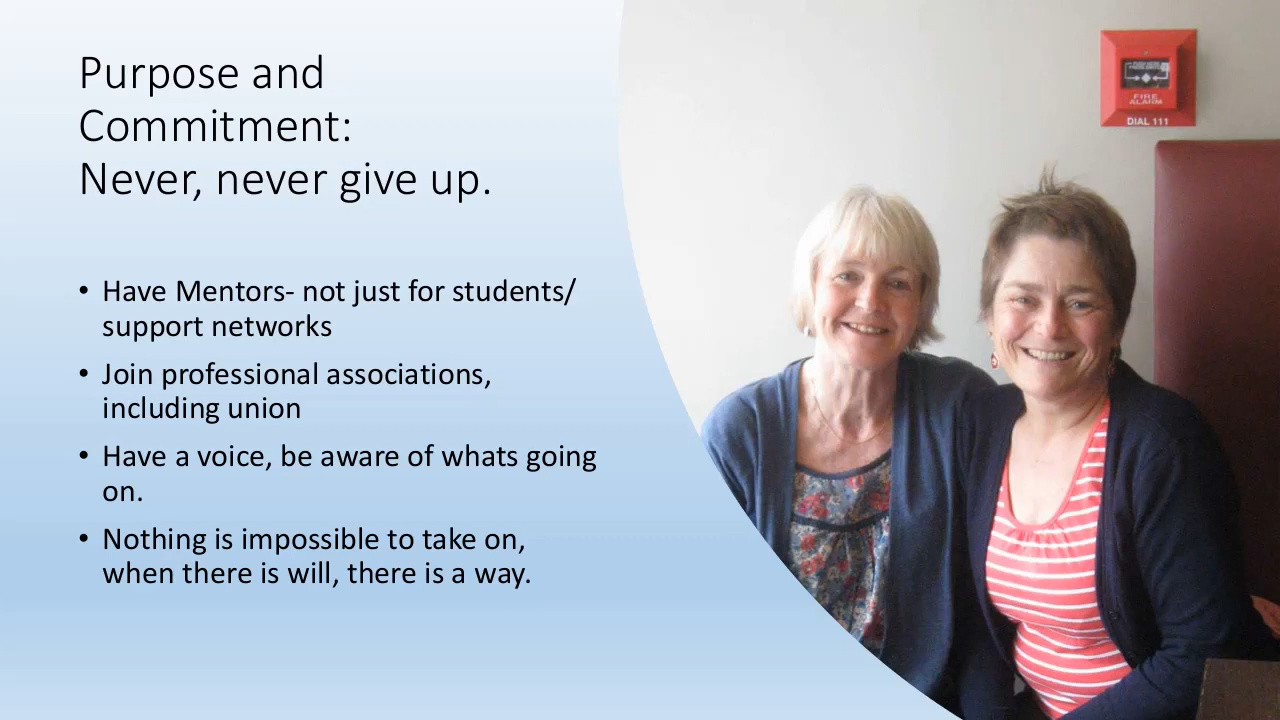 Purpose and
Commitment:
Never, never give up.
• Have Mentors- not just for students/
support networks
• Join professional associations,
including union
• Have a voice, be aware of whats going
on.
• Nothing is impossible to take on,
when there is will, there is a way.
FIRE
ALARM
DIAL 111